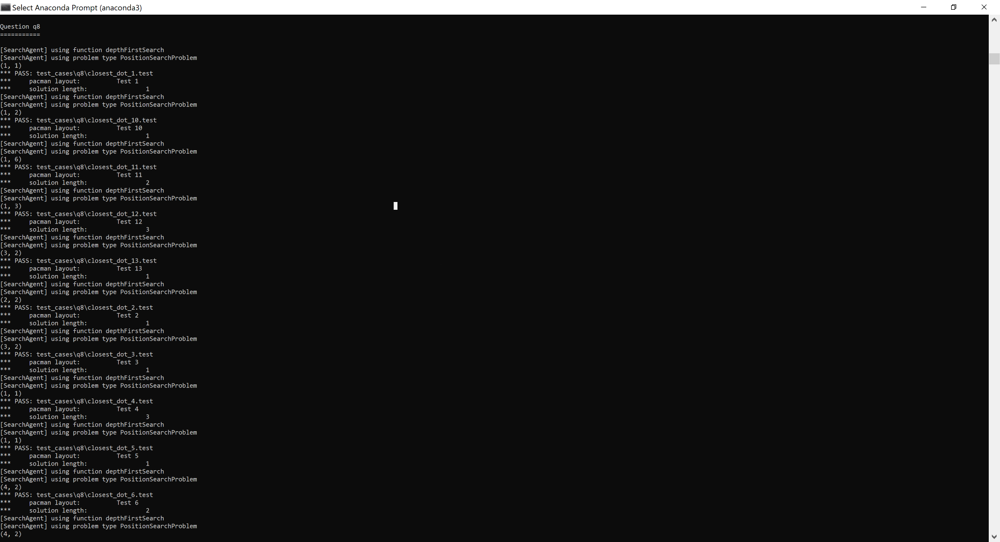 Select Anaconda Prompt (anaconda3)
Question q8
===========
[SearchAgent] using function depthFirstSearch
[SearchAgent] using problem type PositionSearchProblem
(1, 1)
*** PASS: test_cases\q8\closest_dot_1.test
***     pacman layout:          Test 1
***     solution length:                1
[SearchAgent] using function depthFirstSearch
[SearchAgent] using problem type PositionSearchProblem
(1, 2)
*** PASS: test_cases\q8\closest_dot_10.test
***     pacman layout:          Test 10
***     solution length:                1
[SearchAgent] using function depthFirstSearch
[SearchAgent] using problem type PositionSearchProblem
(1, 6)
*** PASS: test_cases\q8\closest_dot_11.test
***     pacman layout:          Test 11
***     solution length:                2
[SearchAgent] using function depthFirstSearch
[SearchAgent] using problem type PositionSearchProblem
(1, 3)
*** PASS: test_cases\q8\closest_dot_12.test
***     pacman layout:          Test 12
***     solution length:                3
[SearchAgent] using function depthFirstSearch
[SearchAgent] using problem type PositionSearchProblem
(3, 2)
*** PASS: test_cases\q8\closest_dot_13.test
***     pacman layout:          Test 13
***     solution length:                1
[SearchAgent] using function depthFirstSearch
[SearchAgent] using problem type PositionSearchProblem
(2, 2)
*** PASS: test_cases\q8\closest_dot_2.test
***     pacman layout:          Test 2
***     solution length:                1
[SearchAgent] using function depthFirstSearch
[SearchAgent] using problem type PositionSearchProblem
(3, 2)
*** PASS: test_cases\q8\closest_dot_3.test
***     pacman layout:          Test 3
***     solution length:                1
[SearchAgent] using function depthFirstSearch
[SearchAgent] using problem type PositionSearchProblem
(1, 1)
*** PASS: test_cases\q8\closest_dot_4.test
***     pacman layout:          Test 4
***     solution length:                3
[SearchAgent] using function depthFirstSearch
[SearchAgent] using problem type PositionSearchProblem
(1, 1)
*** PASS: test_cases\q8\closest_dot_5.test
***     pacman layout:          Test 5
***     solution length:                1
[SearchAgent] using function depthFirstSearch
[SearchAgent] using problem type PositionSearchProblem
(4, 2)
*** PASS: test_cases\q8\closest_dot_6.test
***     pacman layout:          Test 6
***     solution length:                2
[SearchAgent] using function depthFirstSearch
[SearchAgent] using problem type PositionSearchProblem
(4, 2)